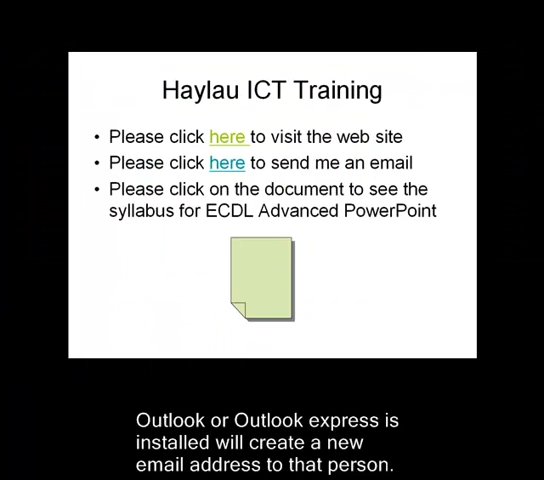 Haylau ICT Training
• Please click here to visit the web site
• Please click here to send me an email
• Please click on the document to see the
syllabus for ECDL Advanced PowerPoint
Outlook or Outlook express is
installed will create a new
email address to that person.